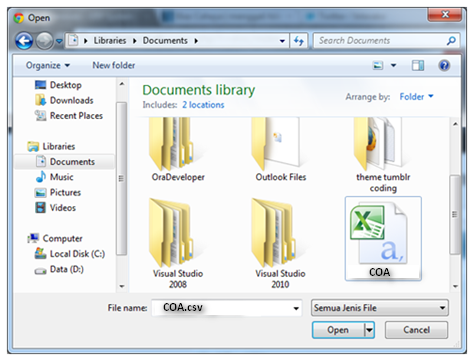 Open
Libraries ▸ Documents ▸
Search Documents
Organize ▾ New folder
Desktop
Downloads
Recent Places
Libraries
Documents
Music
Pictures
Videos
Computer
Local Disk (C:)
Data (D:)
Documents library
Includes: 2 locations
Arrange by: Folder ▾
OraDeveloper
Outlook Files
theme tumblr
coding
Visual Studio
2008
Visual Studio
2010
a,
COA
File name: COA.csv
Semua Jenis File
Open
Cancel